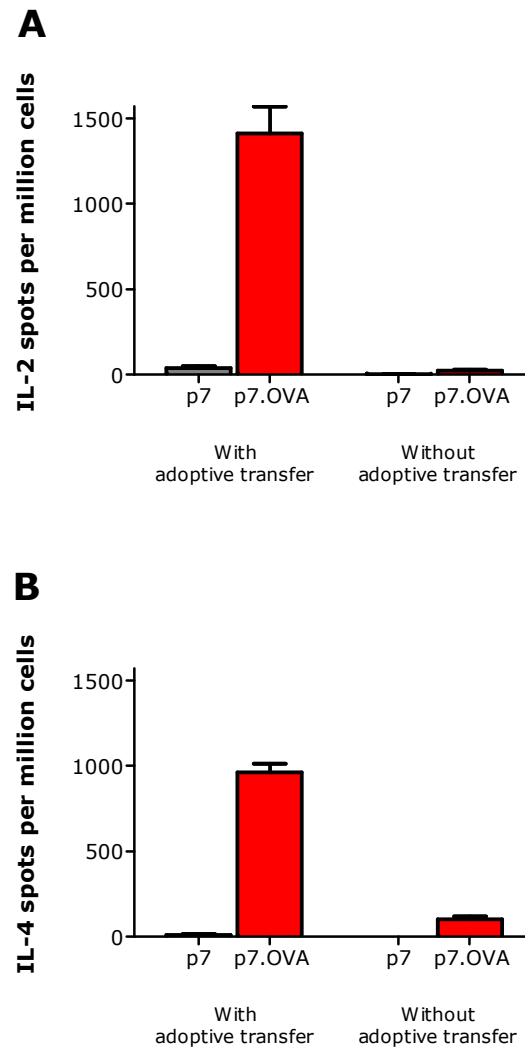 A
IL-2 spots per million cells
1500
1000
500
0
p7 p7.OVA p7 p7.OVA
With Without
adoptive transfer adoptive transfer
B
IL-4 spots per million cells
1500
1000
500
0
p7 p7.OVA p7 p7.OVA
With Without
adoptive transfer adoptive transfer